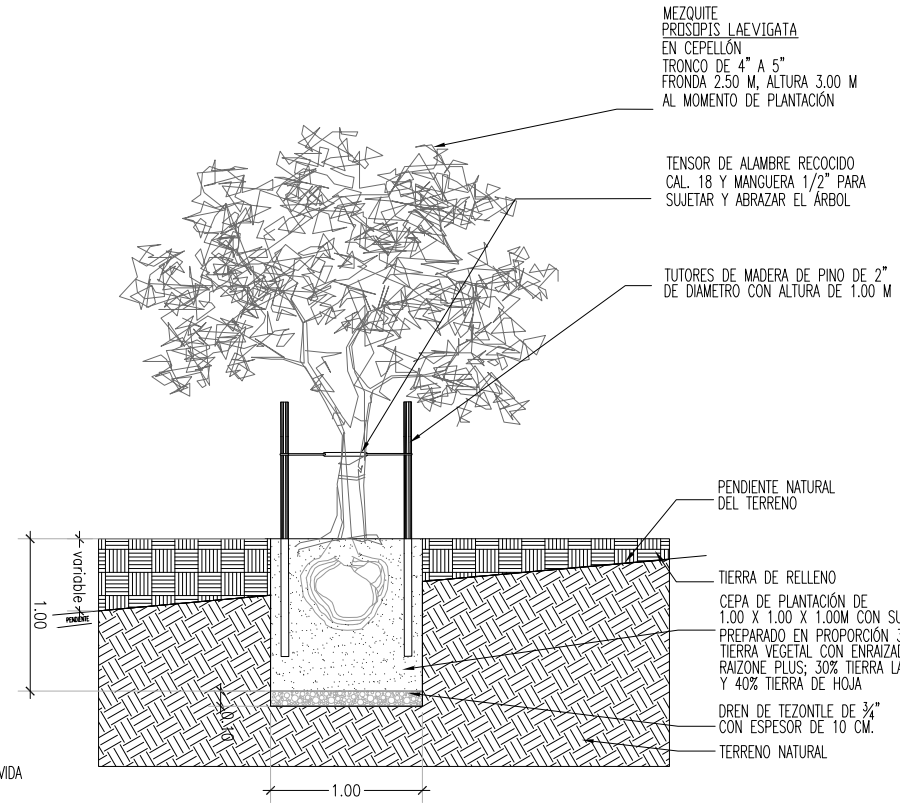 MEZQUITE
PROSOPIS LAEVIGATA
EN CEPELLÓN
TRONCO DE 4" A 5"
FRONDA 2.50 M, ALTURA 3.00 M
AL MOMENTO DE PLANTACIÓN
TENSOR DE ALAMBRE RECOCIDO
CAL. 18 Y MANGUERA 1/2" PARA
SUJETAR Y ABRAZAR EL ÁRBOL
TUTORES DE MADERA DE PINO DE 2"
DE DIAMETRO CON ALTURA DE 1.00 M
PENDIENTE NATURAL
DEL TERRENO
TIERRA DE RELLENO
CEPA DE PLANTACIÓN DE
1.00 X 1.00 X 1.00M CON SU
PREPARADO EN PROPORCIÓN
TIERRA VEGETAL CON ENRAIZAD
RAIZONE PLUS; 30% TIERRA LA
Y 40% TIERRA DE HOJA
DREN DE TEZONTLE DE ¾"
CON ESPESOR DE 10 CM.
TERRENO NATURAL
variable
PENDIENTE
1.00
0.10
1.00
VIDA